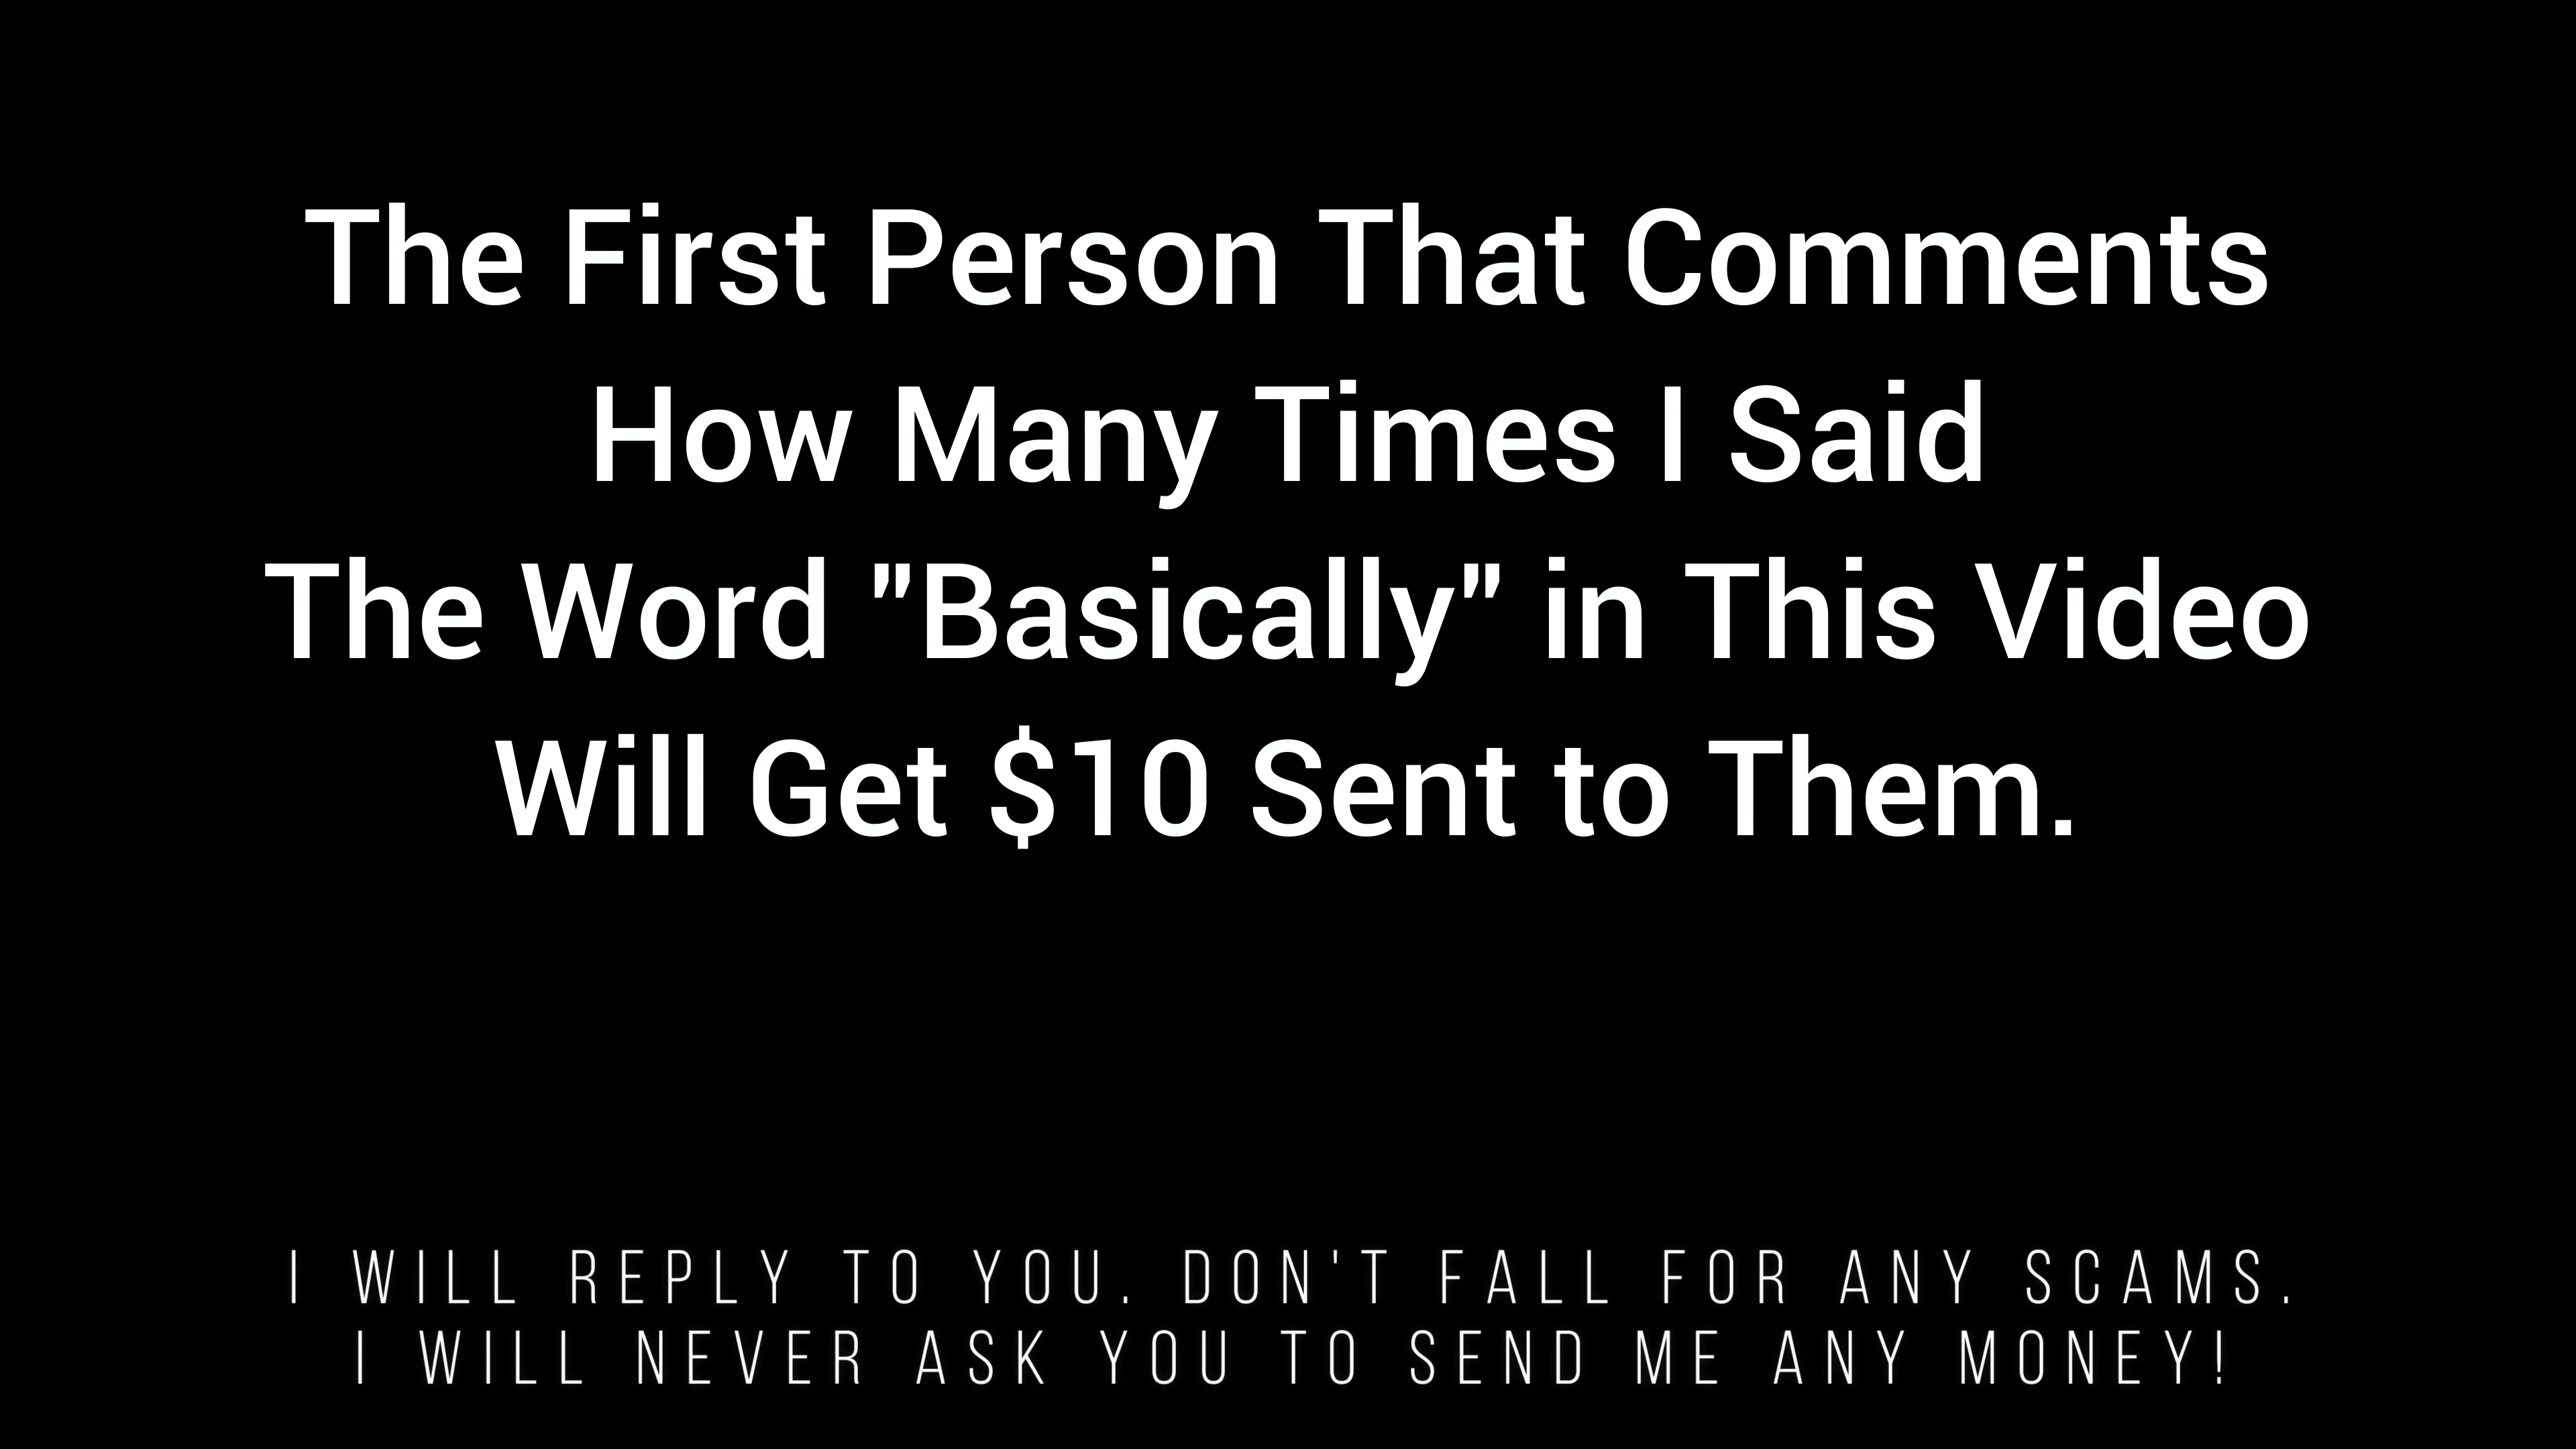 The First Person That Comments
How Many Times I Said
The Word "Basically" in This Video
Will Get $10 Sent to Them.
I WILL REPLY TO YOU. DON'T FALL FOR ANY SCAMS.
I WILL NEVER ASK YOU TO SEND ME ANY MONEY!